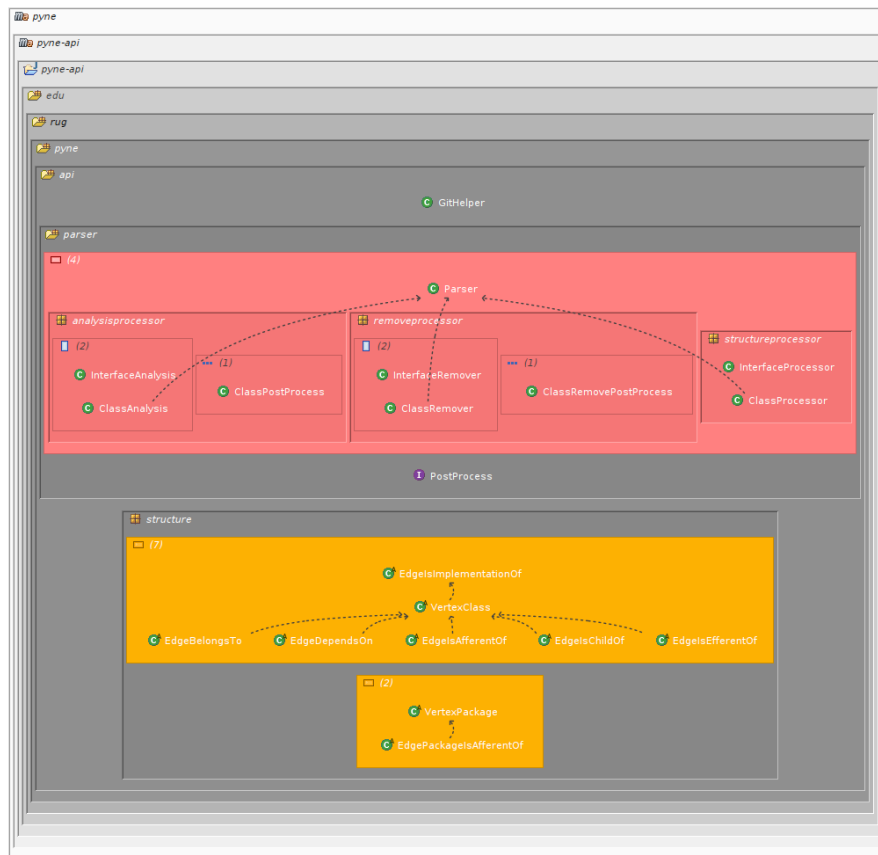 pyne
pyne-api
pyne-api
edu
rug
pyne
api
GitHelper
parser
(4)
Parser
analysisprocessor
removeprocessor
structureprocessor
(2)
(1)
(2)
(1)
InterfaceAnalysis
ClassPostProcess
ClassAnalysis
InterfaceRemover
ClassRemovePostProcess
ClassRemover
InterfaceProcessor
ClassProcessor
PostProcess
structure
(7)
EdgeIsImplementationOf
VertexClass
EdgeBelongsTo
EdgeDependsOn
EdgeIsAfferentOf
EdgeIsChildOf
EdgeIsEfferentOf
(2)
VertexPackage
EdgePackageIsAfferentOf